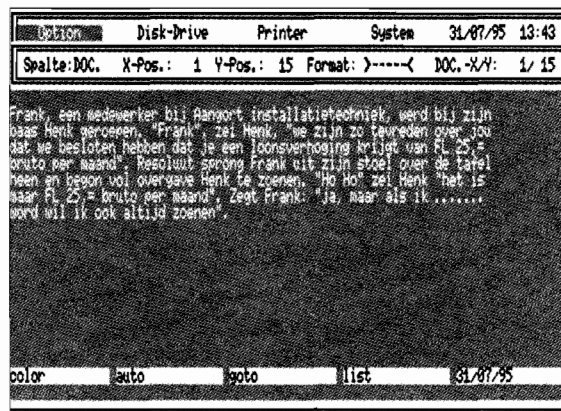 Option Disk-Drive Printer System 31/07/95 13:43
Spalte:DOC. X-Pos.: 1 Y-Pos.: 15 Format: >-----< DOC.-X/Y: 1/ 15
Frank, een medewerker bij Aangort installatietechniek, werd bij zijn
baas Henk geroepen. "Frank", zei Henk, "we zijn zo tevreden over jou
dat we besloten hebben dat je een loonsverhoging krijgt van FL 25,=
bruto per maand". Resoluut sprong Frank uit zijn stoel over de tafel
heen en begon vol overgave Henk te zoenen. "Ho Ho" zei Henk "het is
maar FL 25,= bruto per maand". Zegt Frank: "ja, maar als ik .......
word wil ik ook altijd zoenen".
color auto goto list 31/07/95